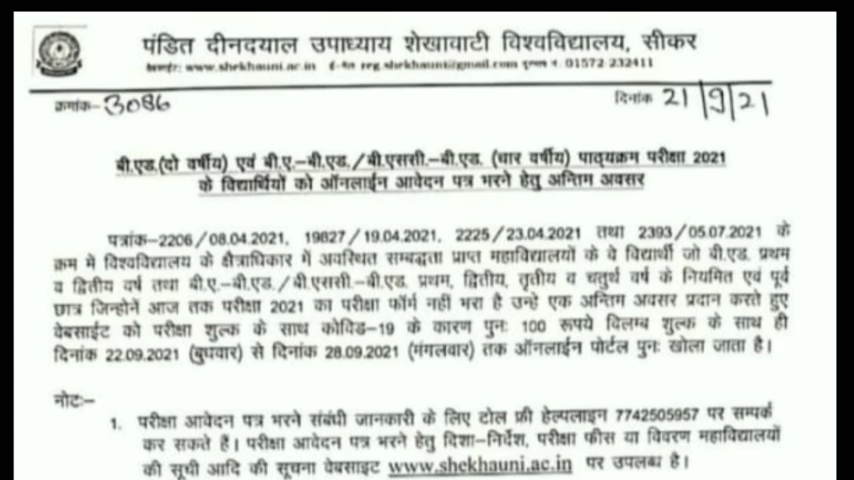 पंडित दीनदयाल उपाध्याय शेखावाटी विश्वविद्यालय, सीकर
वेबसाईट: www.shekhauni.ac.in ई-मेल reg.shekhauni@gmail.com दूरभाष नं. 01572-232411
क्रमांक-3086
दिनांक 21/9/21
बी.एड.(दो वर्षीय) एवं बी.ए.-बी.एड./बी.एससी.-बी.एड. (चार वर्षीय) पाठ्यक्रम परीक्षा 2021
के विद्यार्थियों को ऑनलाईन आवेदन पत्र भरने हेतु अन्तिम अवसर
पत्रांक-2206/08.04.2021, 19827/19.04.2021, 2225/23.04.2021 तथा 2393/05.07.2021 के
क्रम मे विश्वविद्यालय के क्षैत्राधिकार में अवस्थित सम्बद्धता प्राप्त महाविद्यालयों के वे विद्यार्थी जो बी.एड. प्रथम
व द्वितीय वर्ष तथा बी.ए.-बी.एड./बी.एससी.-बी.एड. प्रथम, द्वितीय, तृतीय व चतुर्थ वर्ष के नियमित एवं पूर्व
छात्र जिन्होनें आज तक परीक्षा 2021 का परीक्षा फॉर्म नहीं भरा है उन्हे एक अन्तिम अवसर प्रदान करते हुए
वेबसाईट को परीक्षा शुल्क के साथ कोविड-19 के कारण पुनः 100 रूपये विलम्ब शुल्क के साथ ही
दिनांक 22.09.2021 (बुधवार) से दिनांक 28.09.2021 (मंगलवार) तक ऑनलाईन पोर्टल पुनः खोला जाता है।
नोटः-
1. परीक्षा आवेदन पत्र भरने संबंधी जानकारी के लिए टोल फ्री हेल्पलाइन 7742505957 पर सम्पर्क
कर सकते हैं। परीक्षा आवेदन पत्र भरने हेतु दिशा-निर्देश, परीक्षा फीस या विवरण महाविद्यालयों
की सूची आदि की सूचना वेबसाइट www.shekhauni.ac.in पर उपलब्ध है।